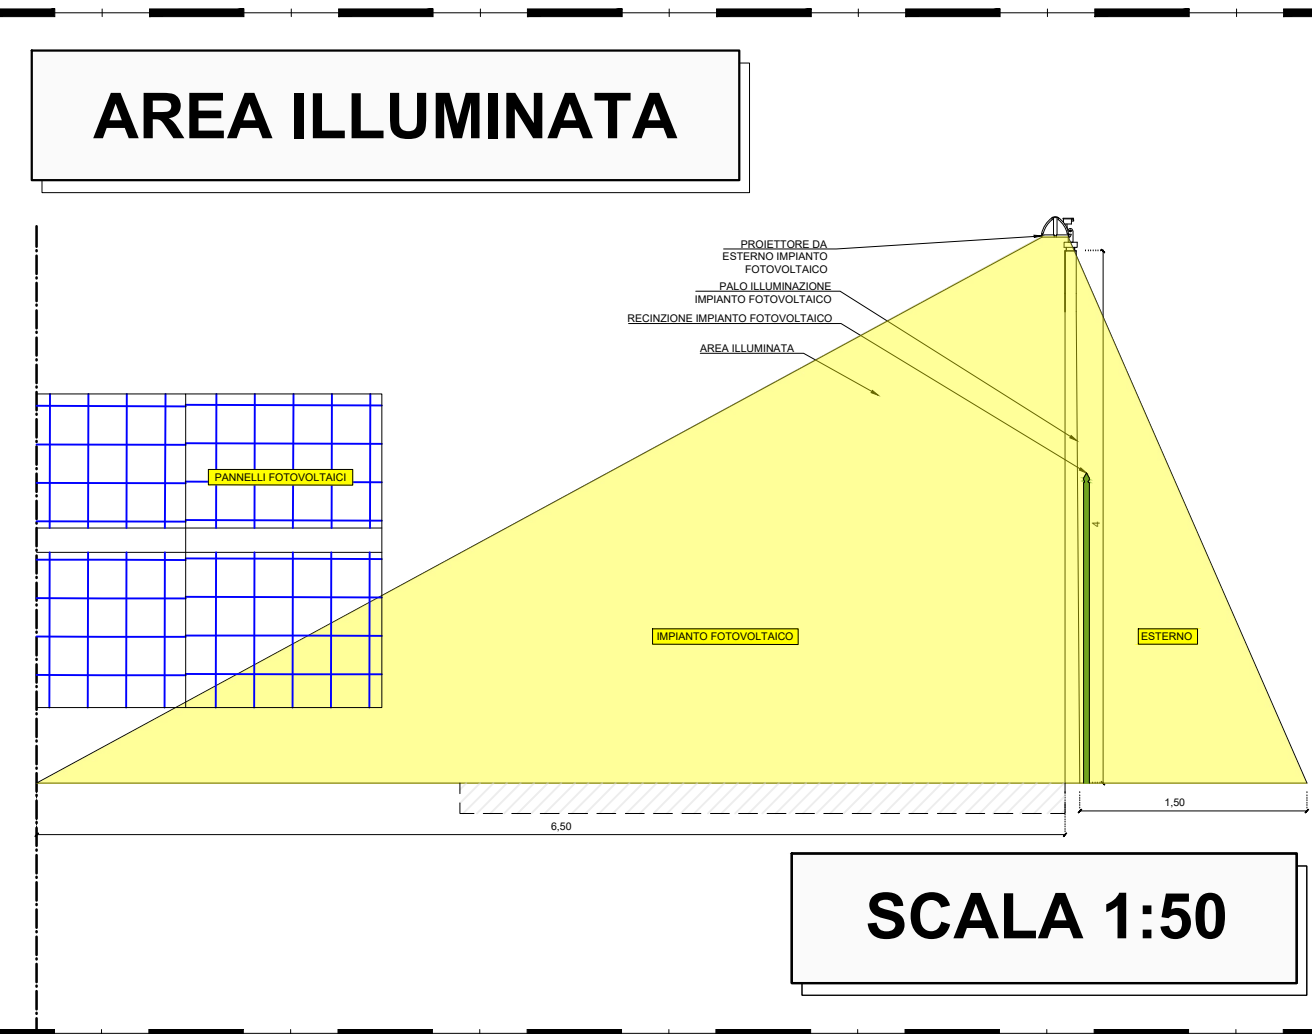 AREA ILLUMINATA
PROIETTORE DA
ESTERNO IMPIANTO
FOTOVOLTAICO
PALO ILLUMINAZIONE
IMPIANTO FOTOVOLTAICO
RECINZIONE IMPIANTO FOTOVOLTAICO
AREA ILLUMINATA
PANNELLI FOTOVOLTAICI
4
IMPIANTO FOTOVOLTAICO
ESTERNO
1,50
6,50
SCALA 1:50